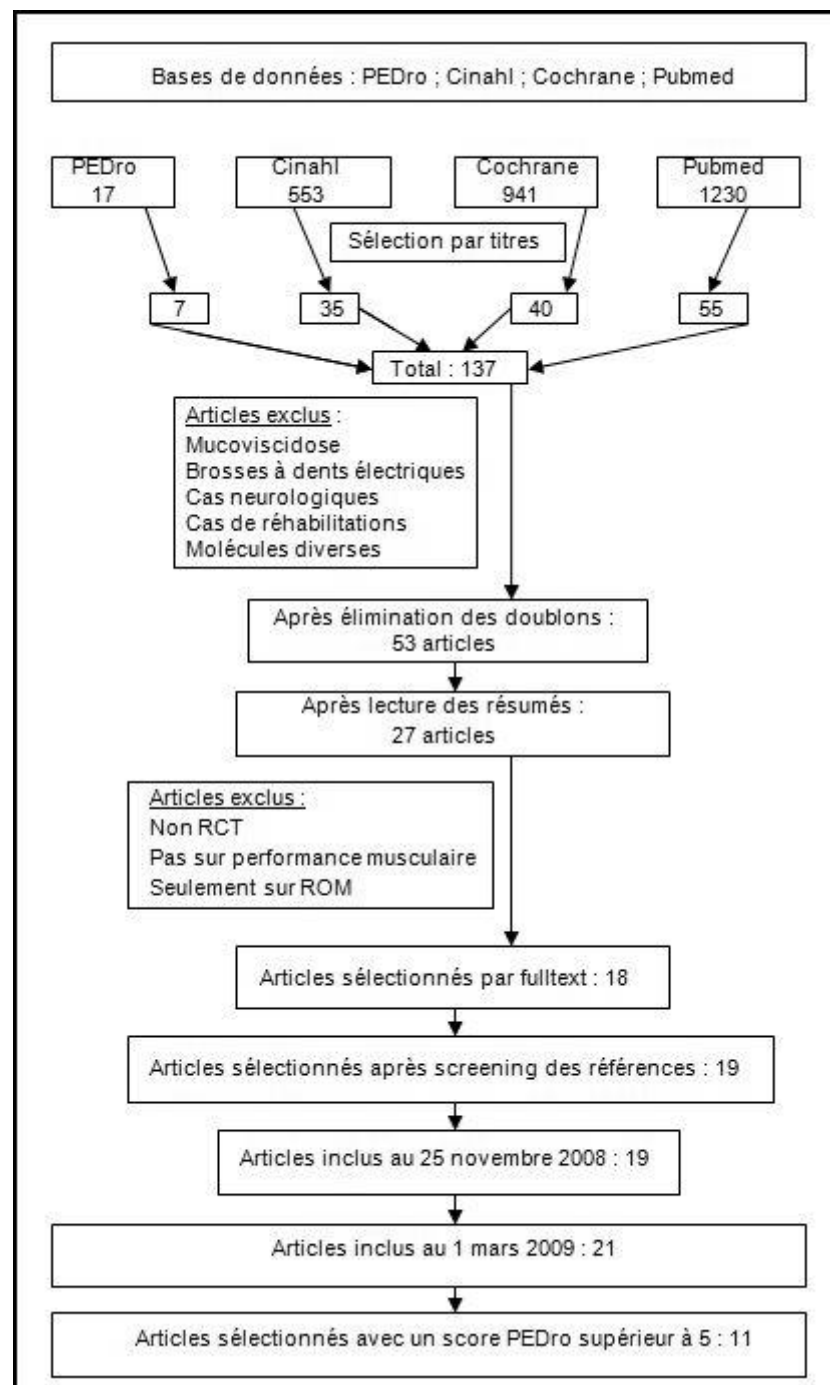 Bases de données : PEDro ; Cinahl ; Cochrane ; Pubmed
PEDro
17
Cinahl
553
Cochrane
941
Pubmed
1230
Sélection par titres
7
35
40
55
Total : 137
Articles exclus :
Mucoviscidose
Brosses à dents électriques
Cas neurologiques
Cas de réhabilitations
Molécules diverses
Après élimination des doublons :
53 articles
Après lecture des résumés :
27 articles
Articles exclus :
Non RCT
Pas sur performance musculaire
Seulement sur ROM
Articles sélectionnés par fulltext : 18
Articles sélectionnés après screening des références : 19
Articles inclus au 25 novembre 2008 : 19
Articles inclus au 1 mars 2009 : 21
Articles sélectionnés avec un score PEDro supérieur à 5 : 11